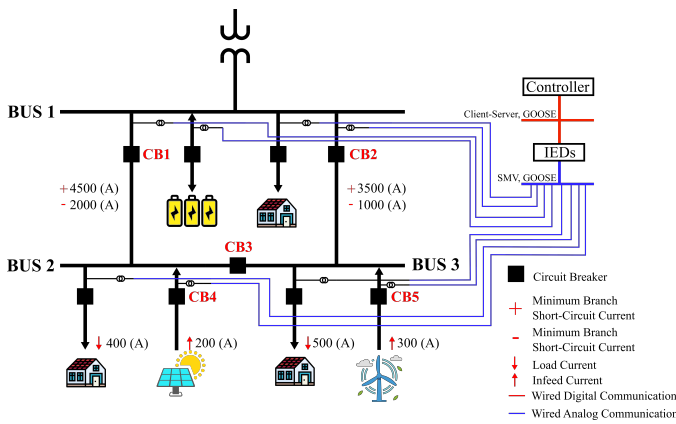 Controller
BUS 1
Client-Server, GOOSE
IEDs
CB1
CB2
SMV, GOOSE
+4500 (A)
- 2000 (A)
+3500 (A)
- 1000 (A)
CB3
BUS 2
BUS 3
Circuit Breaker
CB4
CB5
+ Minimum Branch
Short-Circuit Current
- Minimum Branch
Short-Circuit Current
400 (A)
200 (A)
500 (A)
300 (A)
Load Current
Infeed Current
Wired Digital Communication
Wired Analog Communication